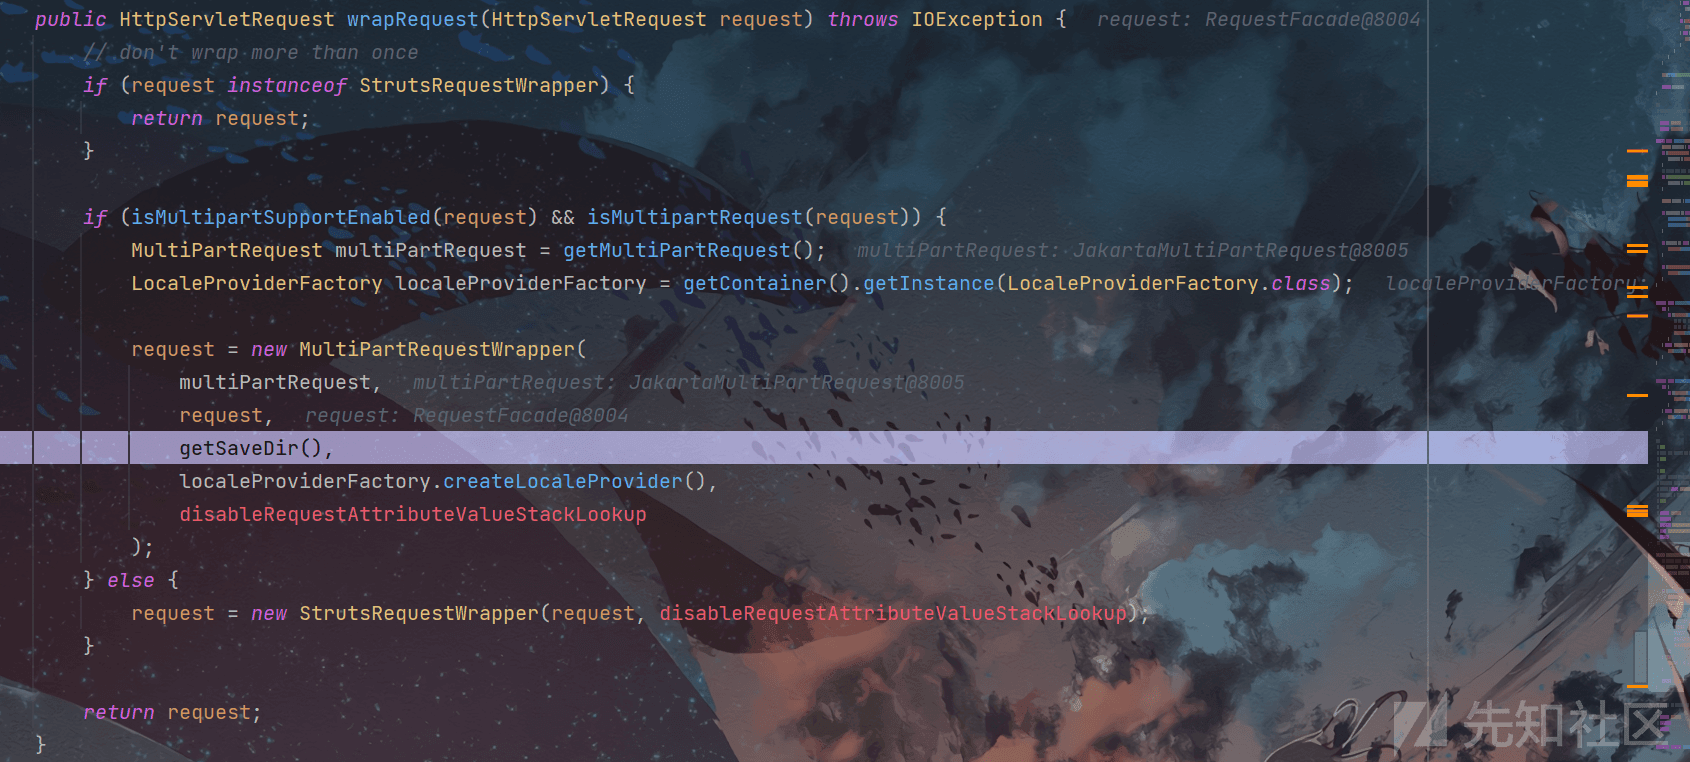 public HttpServletRequest wrapRequest(HttpServletRequest request) throws IOException {  request: RequestFacade@8004
    // don't wrap more than once
    if (request instanceof StrutsRequestWrapper) {
        return request;
    }
    if (isMultipartSupportEnabled(request) && isMultipartRequest(request)) {
        MultiPartRequest multiPartRequest = getMultiPartRequest();  multiPartRequest: JakartaMultiPartRequest@8005
        LocaleProviderFactory localeProviderFactory = getContainer().getInstance(LocaleProviderFactory.class);  localeProviderFactory:
        request = new MultiPartRequestWrapper(
            multiPartRequest,  multiPartRequest: JakartaMultiPartRequest@8005
            request,  request: RequestFacade@8004
            getSaveDir(),
            localeProviderFactory.createLocaleProvider(),
            disableRequestAttributeValueStackLookup
        );
    } else {
        request = new StrutsRequestWrapper(request, disableRequestAttributeValueStackLookup);
    }
    return request;
}
先知社区